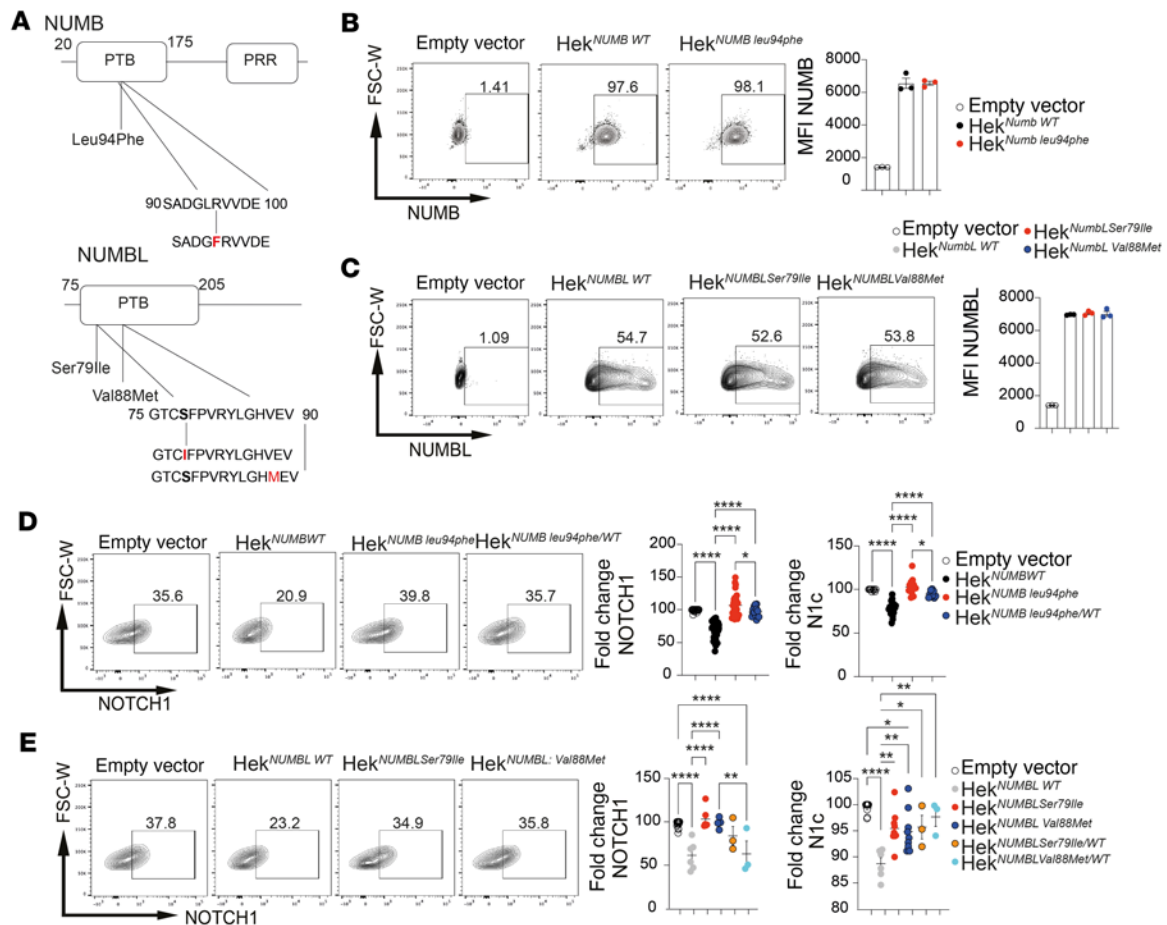 A
NUMB
20
175
PTB
PRR
Leu94Phe
90SADGLRVVDE 100
SADGFRVVDE
NUMBL
75
205
PTB
Ser79Ile
Val88Met
75 GTCSFPVRYLGHVEV 90
GTCIFPVRYLGHVEV
GTCSFPVRYLGHMEV
B
Empty vector
Hek NUMB WT
Hek NUMB leu94phe
FSC-W
1.41
97.6
98.1
NUMB
MFI NUMB
8000
6000
4000
2000
0
Empty vector
Hek Numb WT
Hek Numb leu94phe
C
Empty vector
Hek NUMBL WT
Hek NUMBLSer79Ile
Hek NUMBLVal88Met
FSC-W
1.09
54.7
52.6
53.8
NUMBL
Empty vector
Hek NumbLSer79Ile
Hek NumbL WT
Hek NumbL Val88Met
MFI NUMBL
8000
6000
4000
2000
0
D
Empty vector
Hek NUMBWT
Hek NUMB leu94phe
Hek NUMB leu94phe/WT
FSC-W
35.6
20.9
39.8
35.7
NOTCH1
Fold change
NOTCH1
200
150
100
50
0
****
****
****
*
Fold change
N1c
150
100
50
0
****
****
****
*
Empty vector
Hek NUMBWT
Hek NUMB leu94phe
Hek NUMB leu94phe/WT
E
Empty vector
Hek NUMBL WT
Hek NUMBLSer79Ile
Hek NUMBL: Val88Met
FSC-W
37.8
23.2
34.9
35.8
NOTCH1
Fold change
NOTCH1
150
100
50
0
****
****
****
****
**
Fold change
N1c
105
100
95
90
85
80
**
*
*
**
****
**
Empty vector
Hek NUMBL WT
Hek NUMBLSer79Ile
Hek NUMBL Val88Met
Hek NUMBLSer79Ile/WT
Hek NUMBLVal88Met/WT